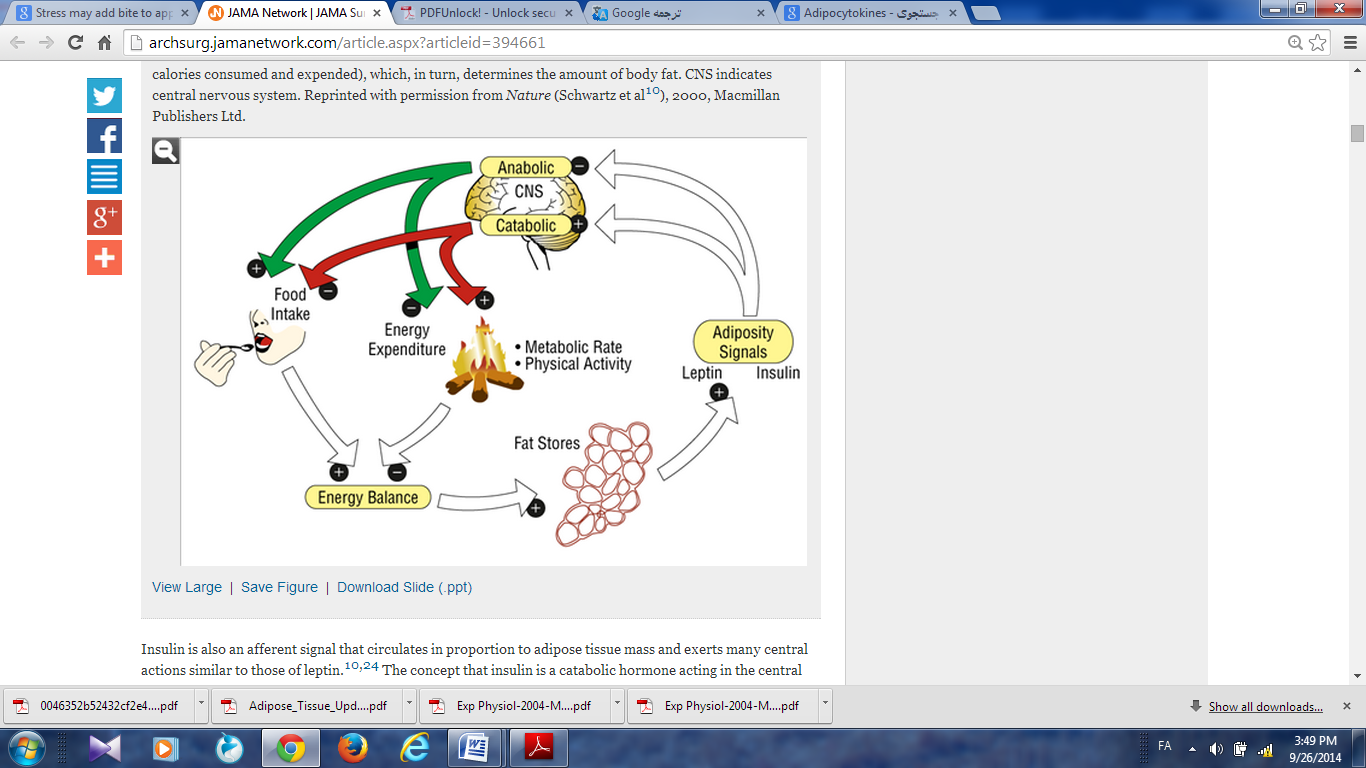 Stress may add bite to app
JAMA Network | JAMA Su
PDFUnlock! - Unlock secu
Google ترجمه
Adipocytokines - جستجوی
archsurg.jamanetwork.com/article.aspx?articleid=394661
calories consumed and expended), which, in turn, determines the amount of body fat. CNS indicates
central nervous system. Reprinted with permission from Nature (Schwartz et al10), 2000, Macmillan
Publishers Ltd.
Anabolic −
CNS
Catabolic +
+
−
Food
Intake
−
+
Energy
Expenditure
• Metabolic Rate
• Physical Activity
Adiposity
Signals
Leptin Insulin
+
Fat Stores
+ −
Energy Balance
+
View Large | Save Figure | Download Slide (.ppt)
Insulin is also an afferent signal that circulates in proportion to adipose tissue mass and exerts many central
actions similar to those of leptin.10,24 The concept that insulin is a catabolic hormone acting in the central
0046352b52432cf2e4....pdf
Adipose_Tissue_Upd....pdf
Exp Physiol-2004-M....pdf
Exp Physiol-2004-M....pdf
Show all downloads...
FA
3:49 PM
9/26/2014